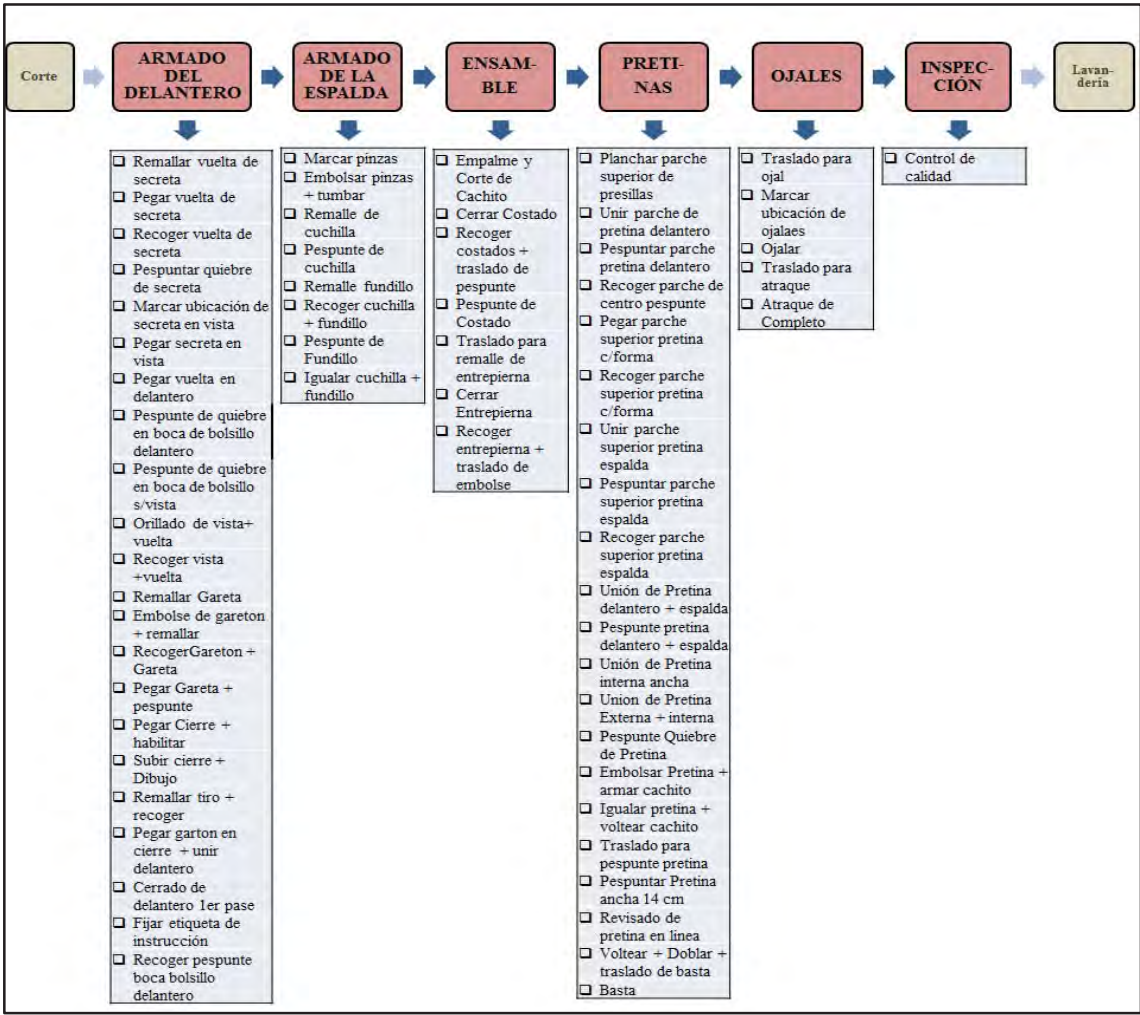 Corte
ARMADO
DEL
DELANTERO
ARMADO
DE LA
ESPALDA
ENSAM-
BLE
PRETI-
NAS
OJALES
INSPEC-
CIÓN
Lavan-
dería
❑ Remallar vuelta de
secreta
❑ Pegar vuelta de
secreta
❑ Recoger vuelta de
secreta
❑ Pespuntar quiebre
de secreta
❑ Marcar ubicación de
secreta en vista
❑ Pegar secreta en
vista
❑ Pegar vuelta en
delantero
❑ Pespunte de quiebre
en boca de bolsillo
delantero
❑ Pespunte de quiebre
en boca de bolsillo
s/vista
❑ Orillado de vista+
vuelta
❑ Recoger vista
+vuelta
❑ Remallar Gareta
❑ Embolse de gareton
+ remallar
❑ RecogerGareton +
Gareta
❑ Pegar Gareta +
pespunte
❑ Pegar Cierre +
habilitar
❑ Subir cierre +
Dibujo
❑ Remallar tiro +
recoger
❑ Pegar garton en
cierre + unir
delantero
❑ Cerrado de
delantero 1er pase
❑ Fijar etiqueta de
instrucción
❑ Recoger pespunte
boca bolsillo
delantero
❑ Marcar pinzas
❑ Embolsar pinzas
+ tumbar
❑ Remalle de
cuchilla
❑ Pespunte de
cuchilla
❑ Remalle fundillo
❑ Recoger cuchilla
+ fundillo
❑ Pespunte de
Fundillo
❑ Igualar cuchilla +
fundillo
❑ Empalme y
Corte de
Cachito
❑ Cerrar Costado
❑ Recoger
costados +
traslado de
pespunte
❑ Pespunte de
Costado
❑ Traslado para
remalle de
entrepierna
❑ Cerrar
Entrepierna
❑ Recoger
entrepierna +
traslado de
embolse
❑ Planchar parche
superior de
presillas
❑ Unir parche de
pretina delantero
❑ Pespuntar parche
pretina delantero
❑ Recoger parche de
centro pespunte
❑ Pegar parche
superior pretina
c/forma
❑ Recoger parche
superior pretina
c/forma
❑ Unir parche
superior pretina
espalda
❑ Pespuntar parche
superior pretina
espalda
❑ Recoger parche
superior pretina
espalda
❑ Unión de Pretina
delantero + espalda
❑ Pespunte pretina
delantero + espalda
❑ Unión de Pretina
interna ancha
❑ Union de Pretina
Externa + interna
❑ Pespunte Quiebre
de Pretina
❑ Embolsar Pretina +
armar cachito
❑ Igualar pretina +
voltear cachito
❑ Traslado para
pespunte pretina
❑ Pespuntar Pretina
ancha 14 cm
❑ Revisado de
pretina en linea
❑ Voltear + Doblar +
traslado de basta
❑ Basta
❑ Traslado para
ojal
❑ Marcar
ubicación de
ojalaes
❑ Ojalar
❑ Traslado para
atraque
❑ Atraque de
Completo
❑ Control de
calidad